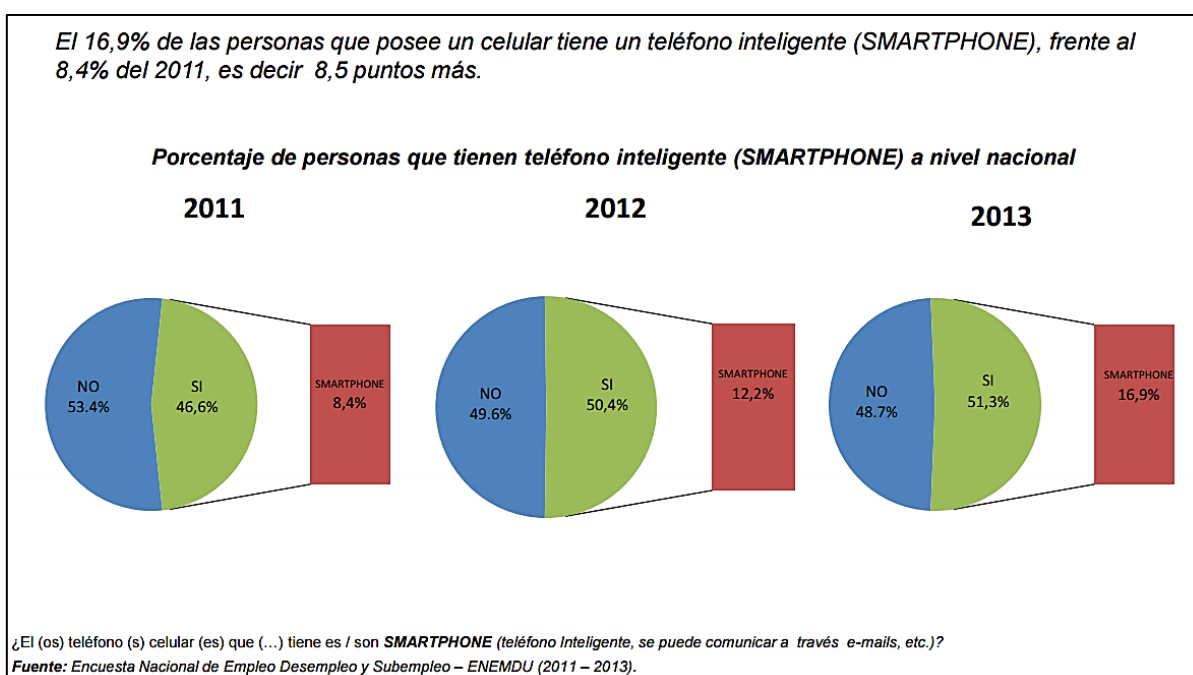 El 16,9% de las personas que posee un celular tiene un teléfono inteligente (SMARTPHONE), frente al
8,4% del 2011, es decir 8,5 puntos más.
Porcentaje de personas que tienen teléfono inteligente (SMARTPHONE) a nivel nacional
2011
2012
2013
NO
53.4%
SI
46,6%
SMARTPHONE
8,4%
NO
49.6%
SI
50,4%
SMARTPHONE
12,2%
NO
48.7%
SI
51,3%
SMARTPHONE
16,9%
¿El (os) teléfono (s) celular (es) que (...) tiene es / son SMARTPHONE (teléfono Inteligente, se puede comunicar a través e-mails, etc.)?
Fuente: Encuesta Nacional de Empleo Desempleo y Subempleo – ENEMDU (2011 – 2013).